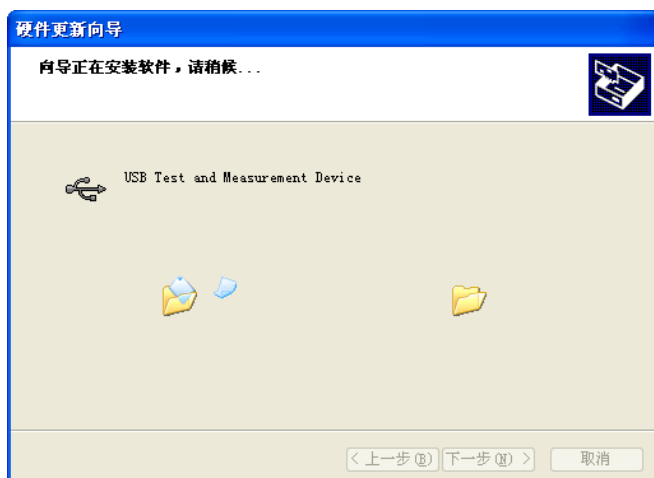 硬件更新向导
向导正在安装软件，请稍候...
USB Test and Measurement Device
< 上一步(B) 下一步(N) > 取消